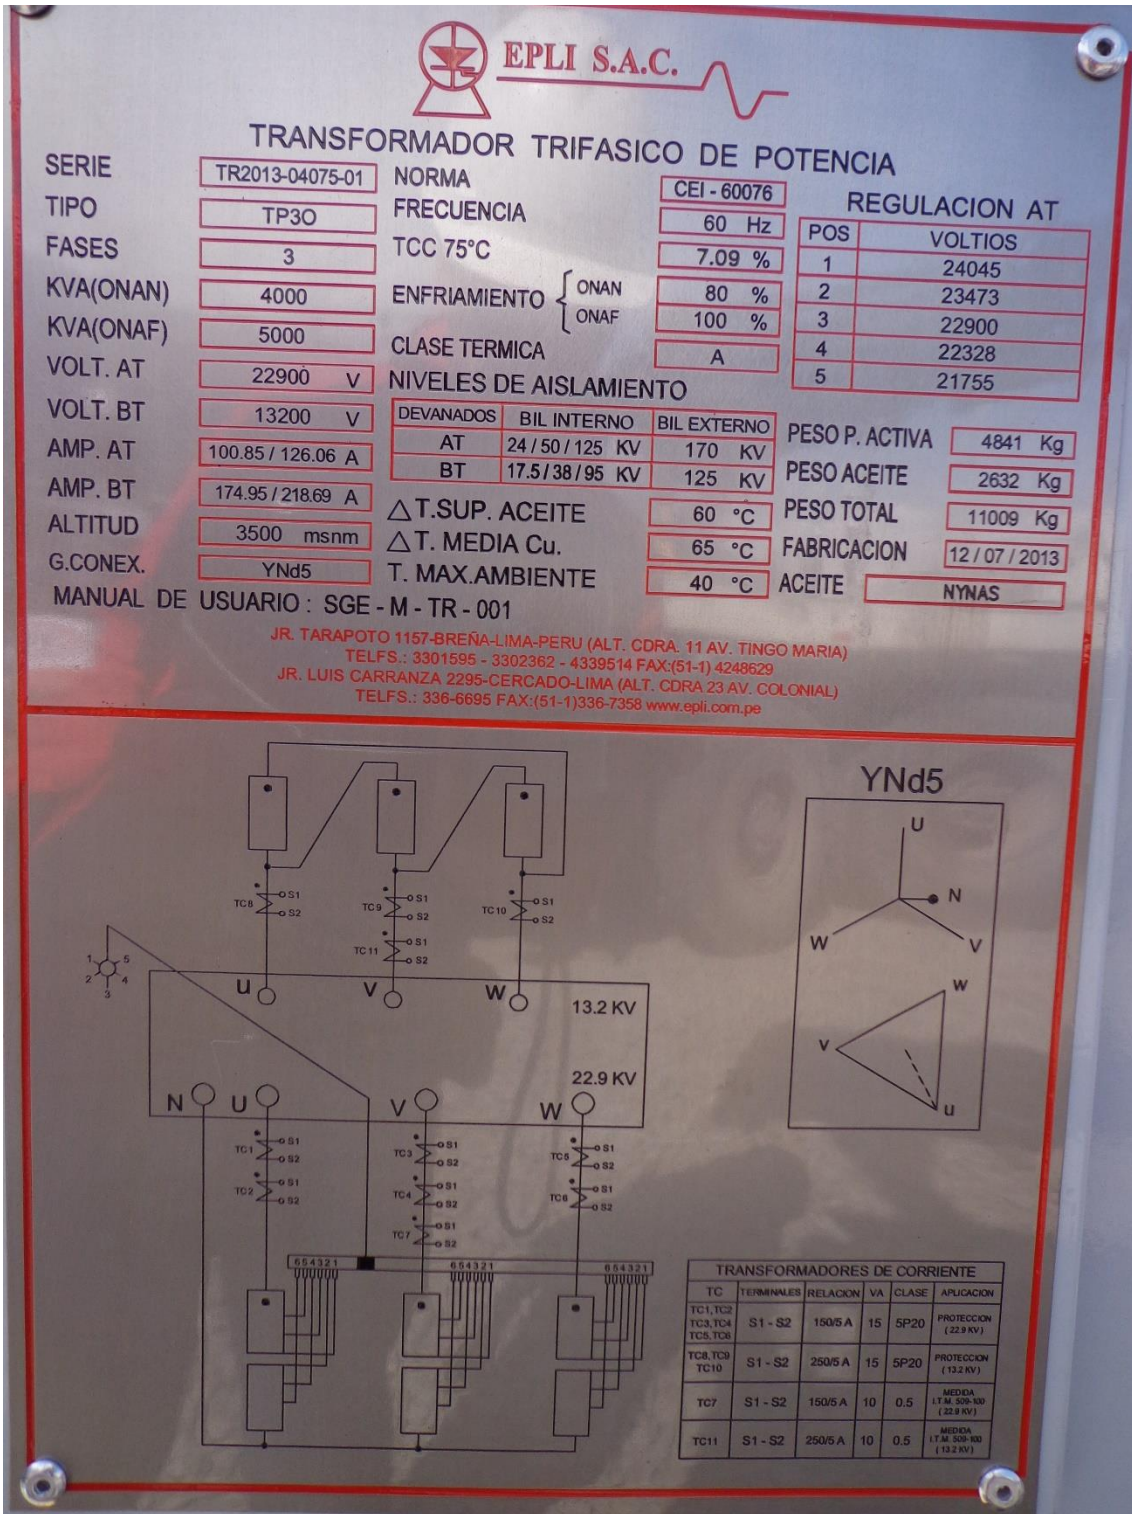 EPLI S.A.C.
TRANSFORMADOR TRIFASICO DE POTENCIA
SERIE TR2013-04075-01
TIPO TP3O
FASES 3
KVA(ONAN) 4000
KVA(ONAF) 5000
VOLT. AT 22900 V
VOLT. BT 13200 V
AMP. AT 100.85 / 126.06 A
AMP. BT 174.95 / 218.69 A
ALTITUD 3500 msnm
G.CONEX. YNd5
NORMA CEI - 60076
FRECUENCIA 60 Hz
TCC 75°C 7.09 %
ENFRIAMIENTO ONAN 80 %
ONAF 100 %
CLASE TERMICA A
NIVELES DE AISLAMIENTO
DEVANADOS BIL INTERNO BIL EXTERNO
AT 24 / 50 / 125 KV 170 KV
BT 17.5 / 38 / 95 KV 125 KV
△T.SUP. ACEITE 60 °C
△T. MEDIA Cu. 65 °C
T. MAX.AMBIENTE 40 °C
REGULACION AT
POS VOLTIOS
1 24045
2 23473
3 22900
4 22328
5 21755
PESO P. ACTIVA 4841 Kg
PESO ACEITE 2632 Kg
PESO TOTAL 11009 Kg
FABRICACION 12 / 07 / 2013
ACEITE NYNAS
MANUAL DE USUARIO : SGE - M - TR - 001
JR. TARAPOTO 1157-BREÑA-LIMA-PERU (ALT. CDRA. 11 AV. TINGO MARIA)
TELFS.: 3301595 - 3302362 - 4339514 FAX:(51-1) 4248629
JR. LUIS CARRANZA 2295-CERCADO-LIMA (ALT. CDRA 23 AV. COLONIAL)
TELFS.: 336-6695 FAX:(51-1)336-7358 www.epli.com.pe
TC8 S1 S2
TC9 S1 S2
TC10 S1 S2
TC11 S1 S2
1 2 3 4 5
u v w 13.2 KV
22.9 KV
N U V W
TC1 S1 S2
TC3 S1 S2
TC5 S1 S2
TC2 S1 S2
TC4 S1 S2
TC6 S1 S2
TC7 S1 S2
654321 654321 654321
YNd5
U
N
W V
w
v
u
TRANSFORMADORES DE CORRIENTE
TC TERMINALES RELACION VA CLASE APLICACION
TC1, TC2
TC3, TC4
TC5, TC6
S1 - S2 150/5 A 15 5P20 PROTECCION
( 22.9 KV )
TC8, TC9
TC10
S1 - S2 250/5 A 15 5P20 PROTECCION
( 13.2 KV )
TC7 S1 - S2 150/5 A 10 0.5 MEDIDA
I.T.M. 509-100
( 22.9 KV )
TC11 S1 - S2 250/5 A 10 0.5 MEDIDA
I.T.M. 509-100
( 13.2 KV )